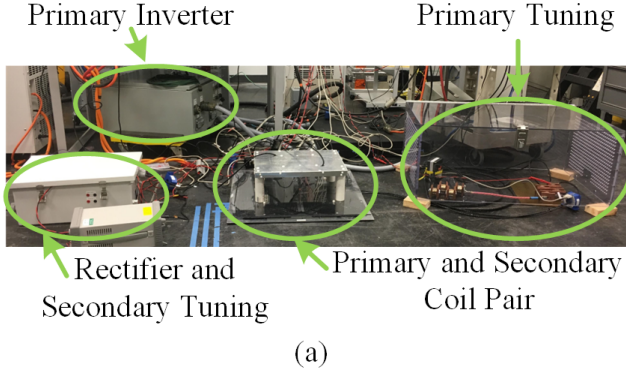 Primary Inverter
Primary Tuning
Rectifier and
Secondary Tuning
Primary and Secondary
Coil Pair
(a)